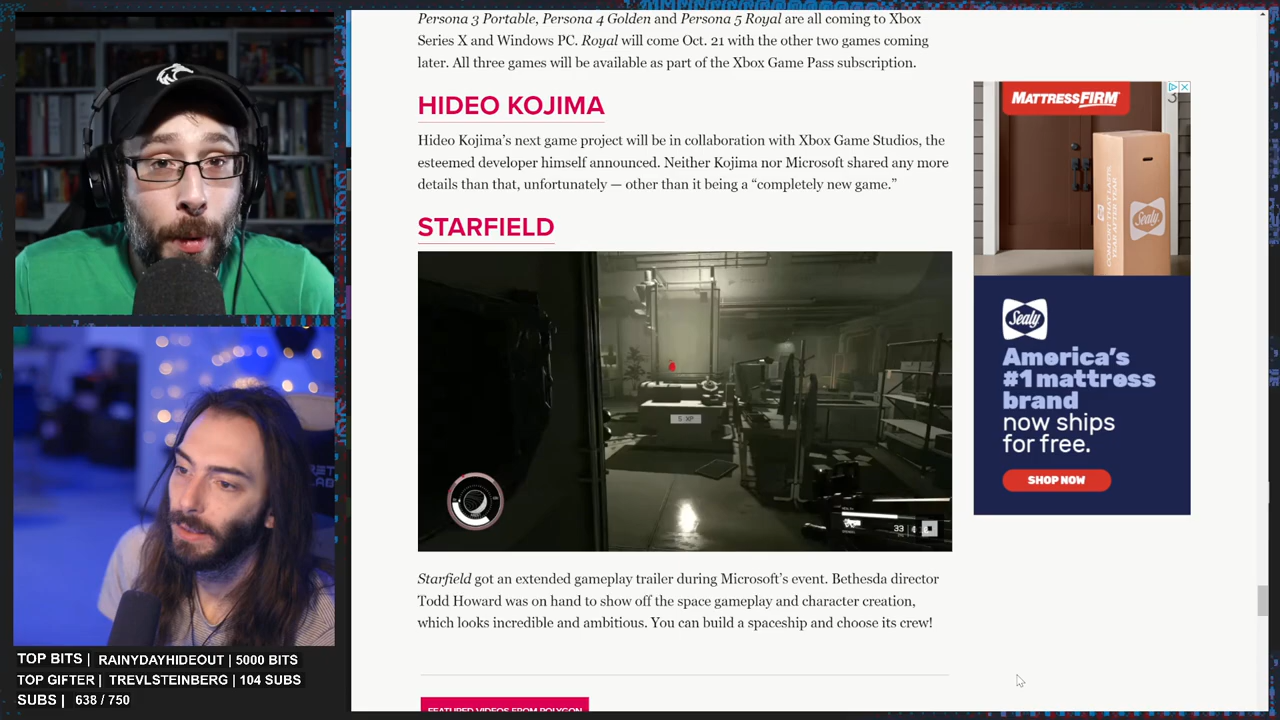 Persona 3 Portable, Persona 4 Golden and Persona 5 Royal are all coming to Xbox
Series X and Windows PC. Royal will come Oct. 21 with the other two games coming
later. All three games will be available as part of the Xbox Game Pass subscription.
HIDEO KOJIMA
Hideo Kojima’s next game project will be in collaboration with Xbox Game Studios, the
esteemed developer himself announced. Neither Kojima nor Microsoft shared any more
details than that, unfortunately — other than it being a “completely new game.”
STARFIELD
5 XP
HEALTH
33
Starfield got an extended gameplay trailer during Microsoft’s event. Bethesda director
Todd Howard was on hand to show off the space gameplay and character creation,
which looks incredible and ambitious. You can build a spaceship and choose its crew!
FEATURED VIDEOS FROM POLYGON
MATTRESSFIRM
Sealy
Sealy
America’s
#1 mattress
brand
now ships
for free.
SHOP NOW
TOP BITS | RAINYDAYHIDEOUT | 5000 BITS
TOP GIFTER | TREVLSTEINBERG | 104 SUBS
SUBS | 638 / 750